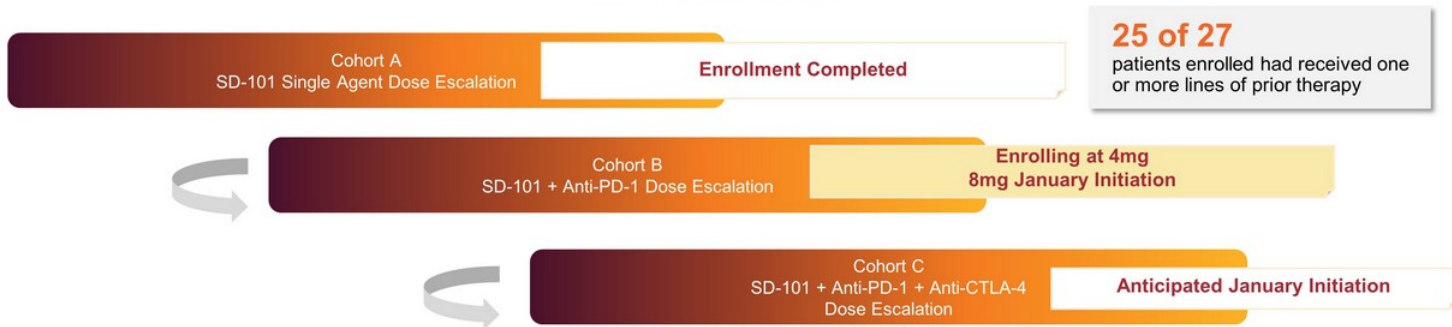 Cohort A
SD-101 Single Agent Dose Escalation
Enrollment Completed
25 of 27
patients enrolled had received one
or more lines of prior therapy
Cohort B
SD-101 + Anti-PD-1 Dose Escalation
Enrolling at 4mg
8mg January Initiation
Cohort C
SD-101 + Anti-PD-1 + Anti-CTLA-4
Dose Escalation
Anticipated January Initiation